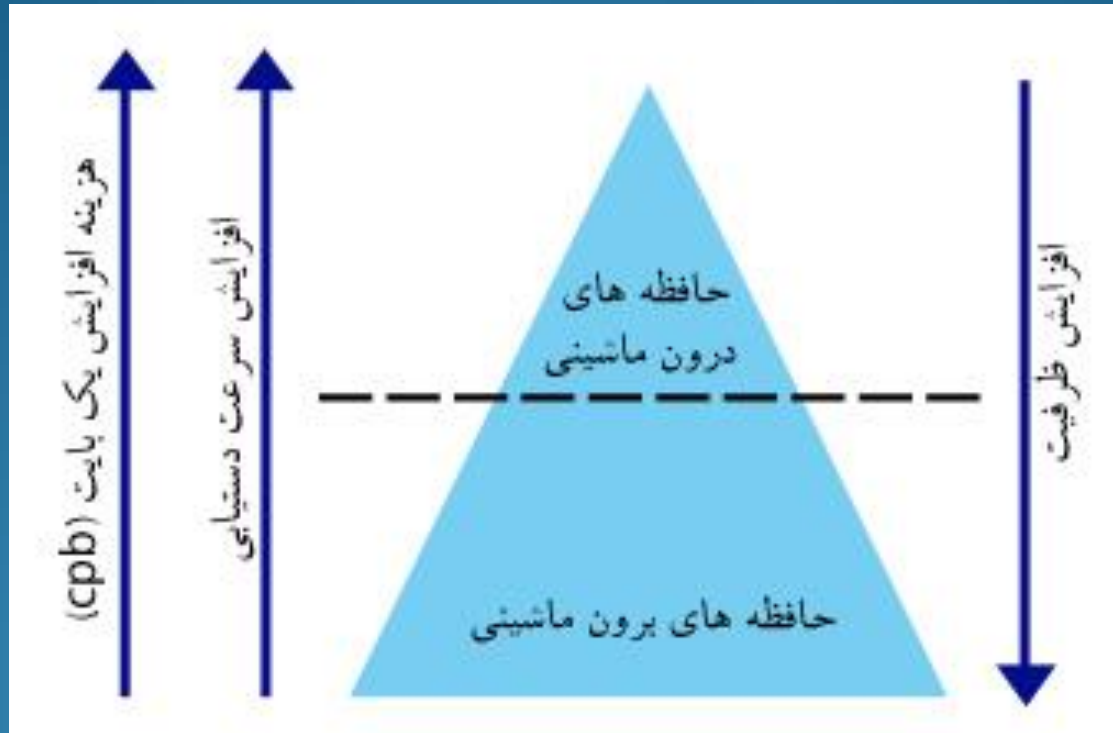 هزینه افزایش یک بایت (cpb)
افزایش سرعت دستیابی
حافظه های
درون ماشینی
حافظه های برون ماشینی
افزایش ظرفیت